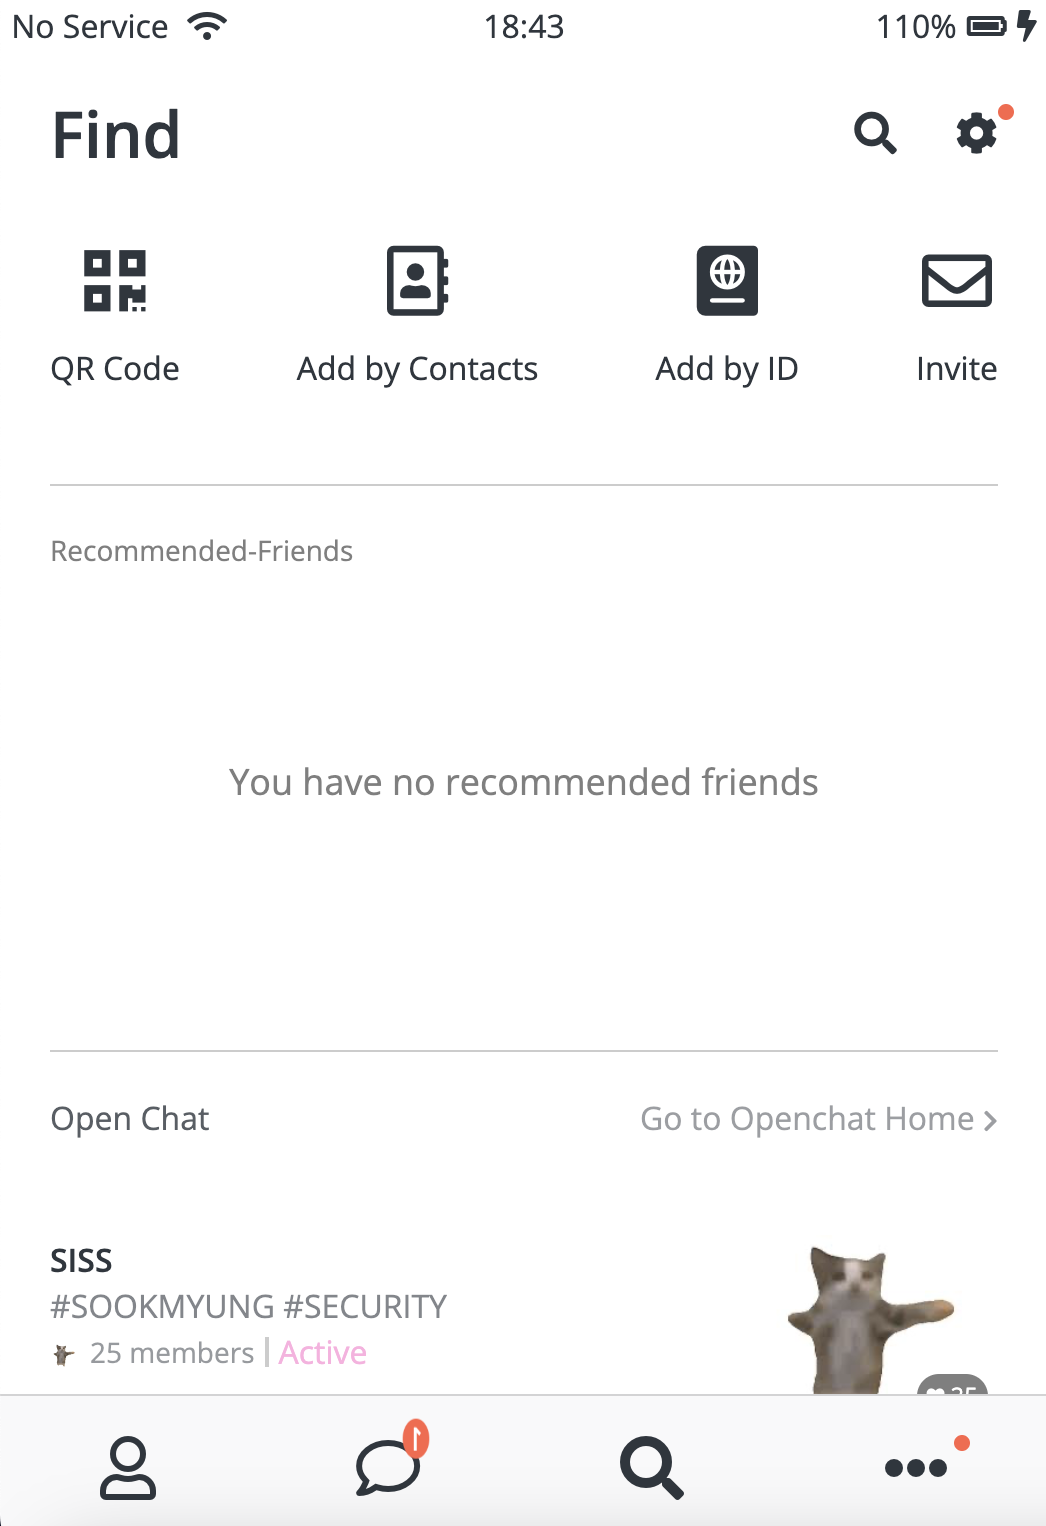 No Service 18:43 110%
Find
QR Code Add by Contacts Add by ID Invite
Recommended-Friends
You have no recommended friends
Open Chat Go to Openchat Home
SISS
#SOOKMYUNG #SECURITY
25 members Active